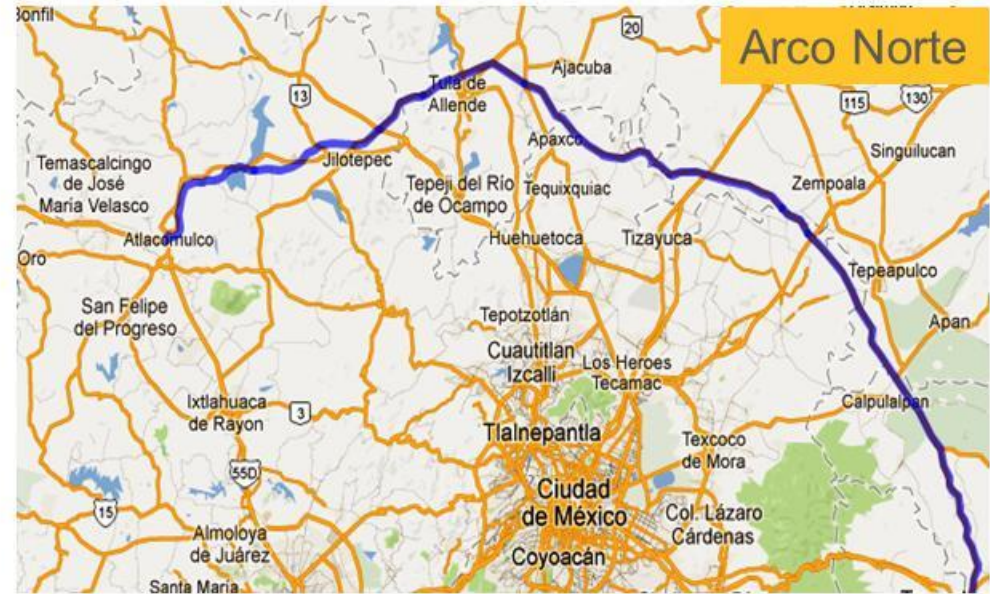 Bonfil
20
Arco Norte
13
Tula de
Allende
Ajacuba
115
130
Apaxco
Singuilucan
Temascalcingo
de José
María Velasco
Jilotepec
Tepeji del Río
de Ocampo
Tequixquiac
Zempoala
Atlacomulco
Huehuetoca
Tizayuca
Oro
Tepeapulco
San Felipe
del Progreso
Tepotzotlán
Apan
Cuautitlan
Izcalli
Los Heroes
Tecamac
Ixtlahuaca
de Rayon
3
Calpulalpan
Tlalnepantla
Texcoco
de Mora
55D
Ciudad
de México
15
Col. Lázaro
Cárdenas
Almoloya
de Juárez
Coyoacán
Santa María